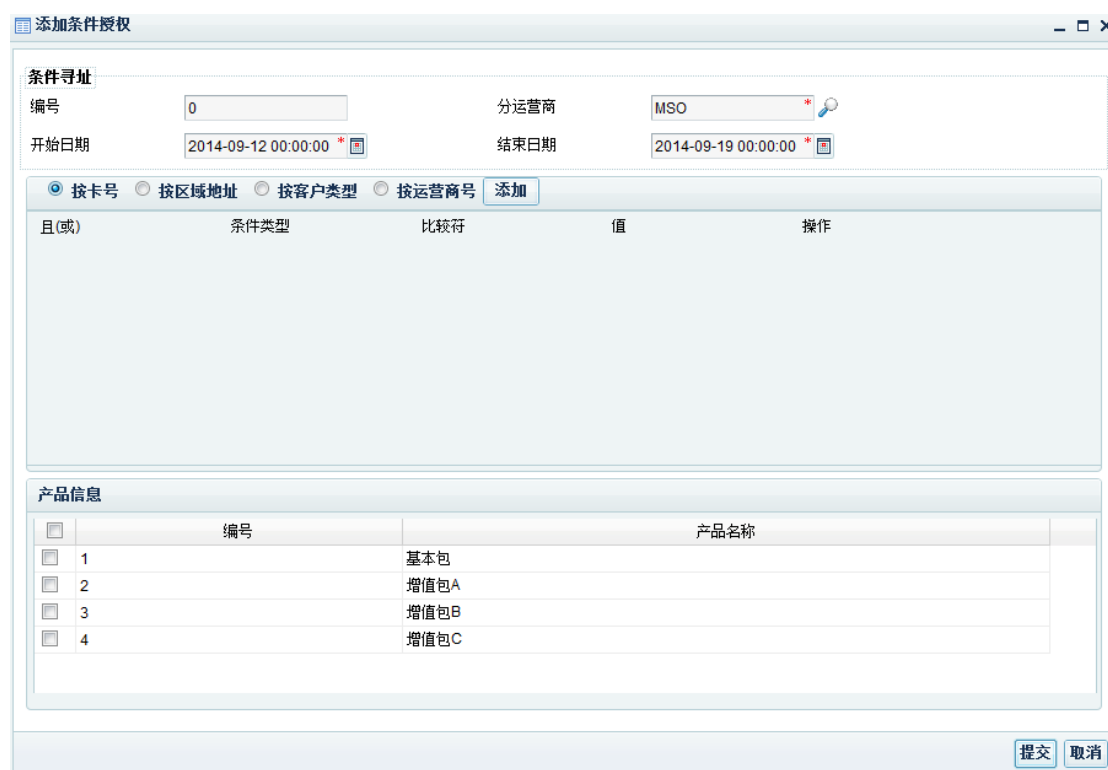 添加条件授权
条件寻址
编号 0 分运营商 MSO *
开始日期 2014-09-12 00:00:00 * 结束日期 2014-09-19 00:00:00 *
按卡号 按区域地址 按客户类型 按运营商号 添加
且(或) 条件类型 比较符 值 操作
产品信息
编号 产品名称
1 基本包
2 增值包A
3 增值包B
4 增值包C
提交 取消